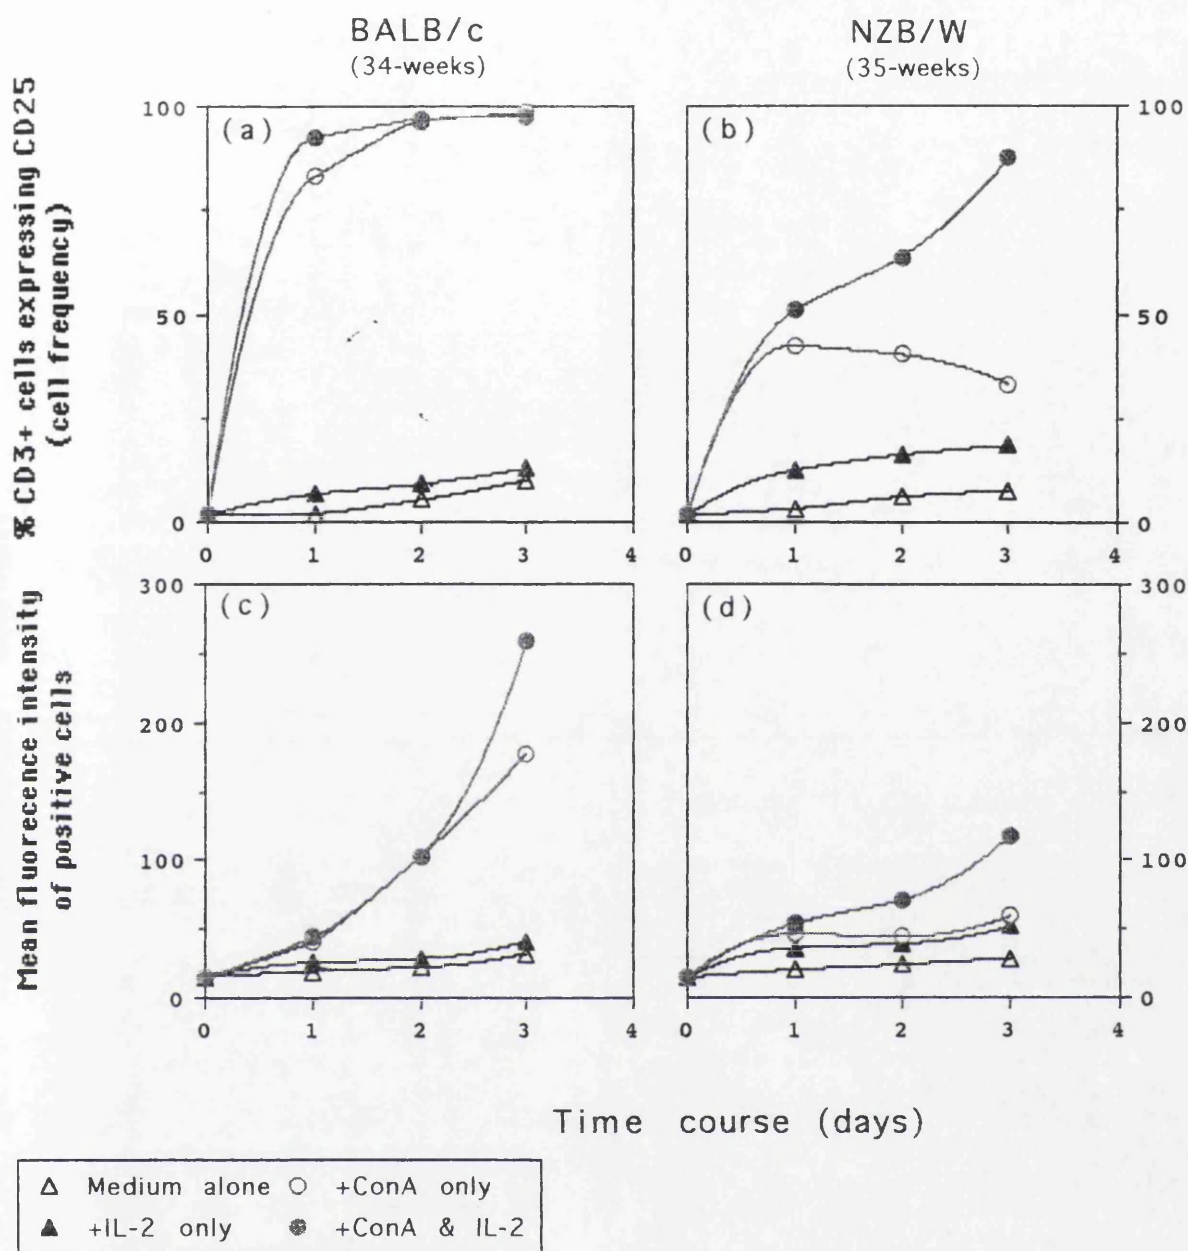 BALB/c
(34-weeks)
NZB/W
(35-weeks)
% CD3+ cells expressing CD25
(cell frequency)
(a)
100
50
0
0 1 2 3 4
(b)
100
50
0
0 1 2 3 4
Mean fluorecence intensity
of positive cells
(c)
300
200
100
0
0 1 2 3 4
(d)
300
200
100
0
0 1 2 3 4
Time course (days)
Medium alone
+ConA only
+IL-2 only
+ConA & IL-2